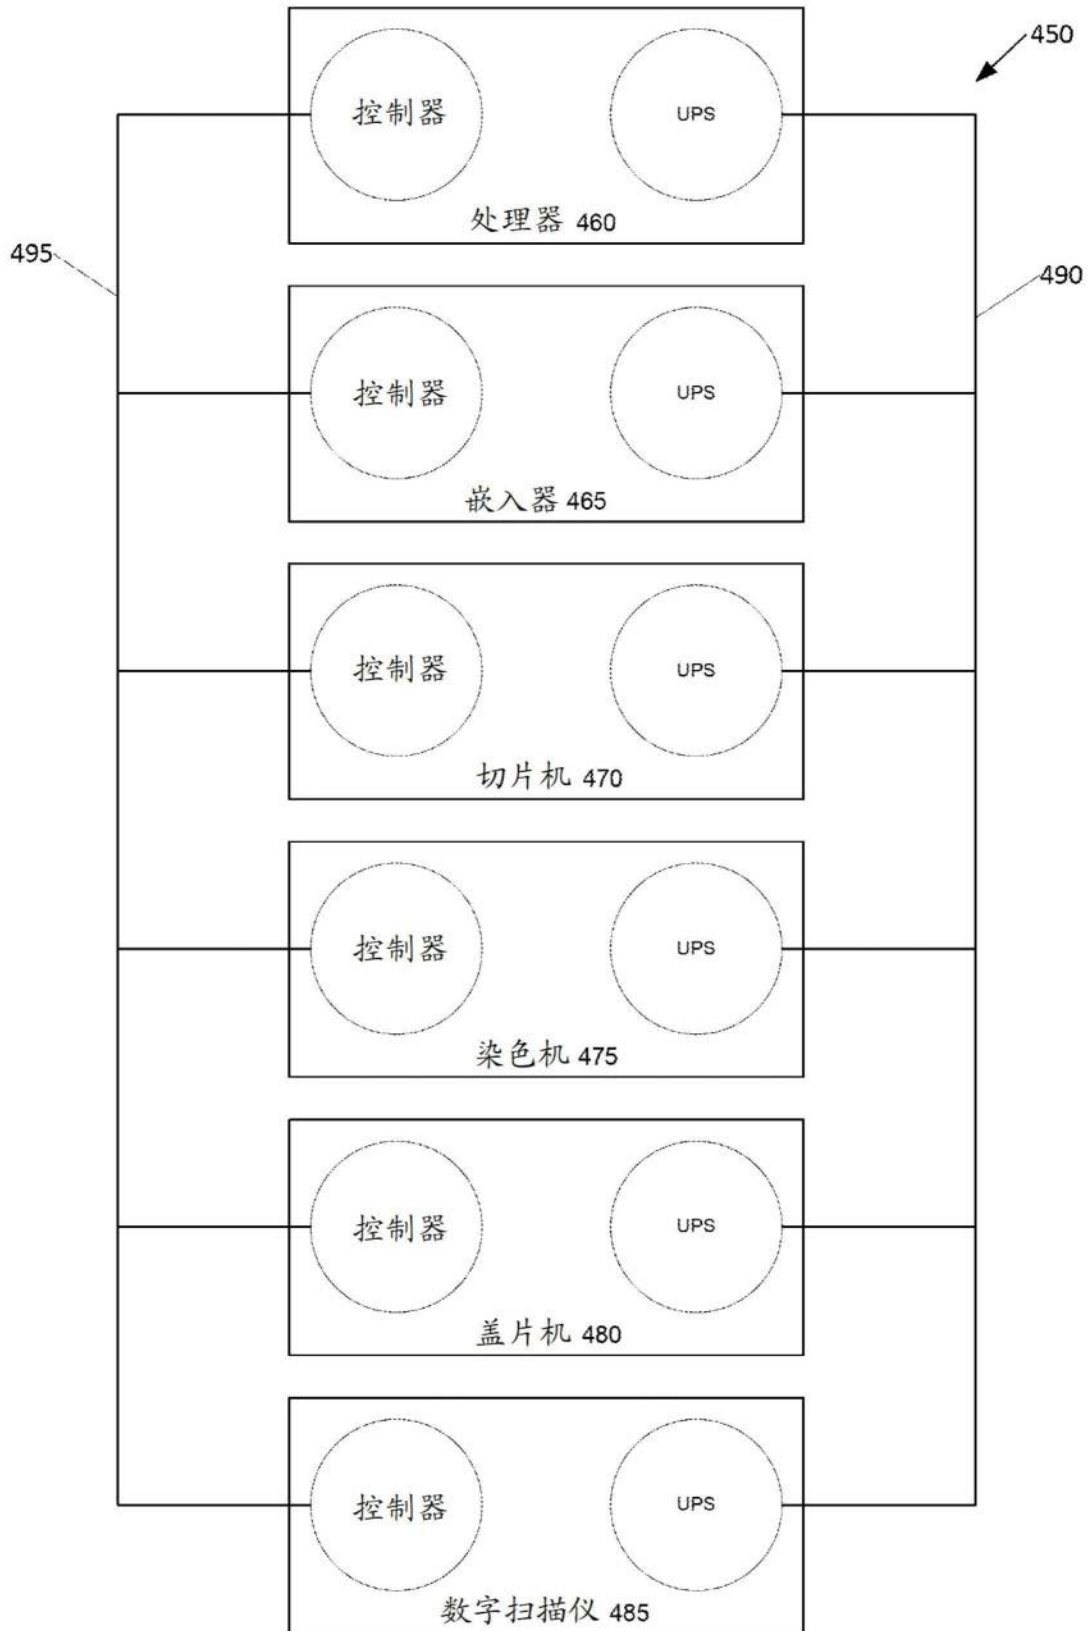 450
控制器
UPS
处理器 460
495
490
控制器
UPS
嵌入器 465
控制器
UPS
切片机 470
控制器
UPS
染色机 475
控制器
UPS
盖片机 480
控制器
UPS
数字扫描仪 485